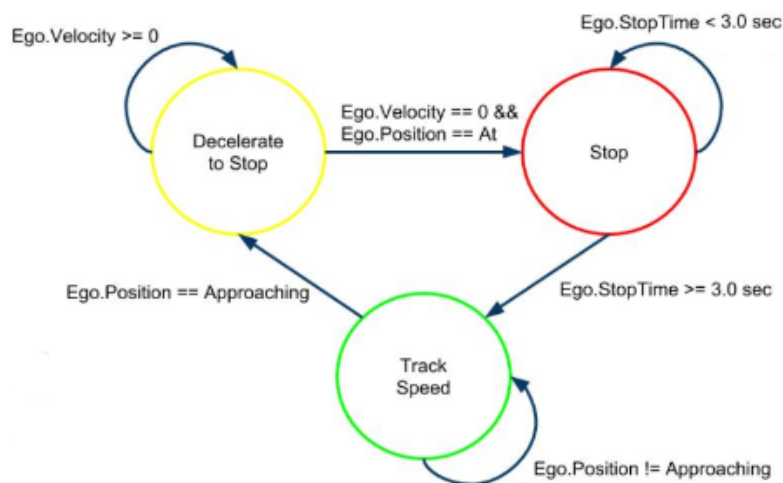 Ego.Velocity >= 0
Ego.StopTime < 3.0 sec
Decelerate
to Stop
Ego.Velocity == 0 &&
Ego.Position == At
Stop
Ego.Position == Approaching
Ego.StopTime >= 3.0 sec
Track
Speed
Ego.Position != Approaching